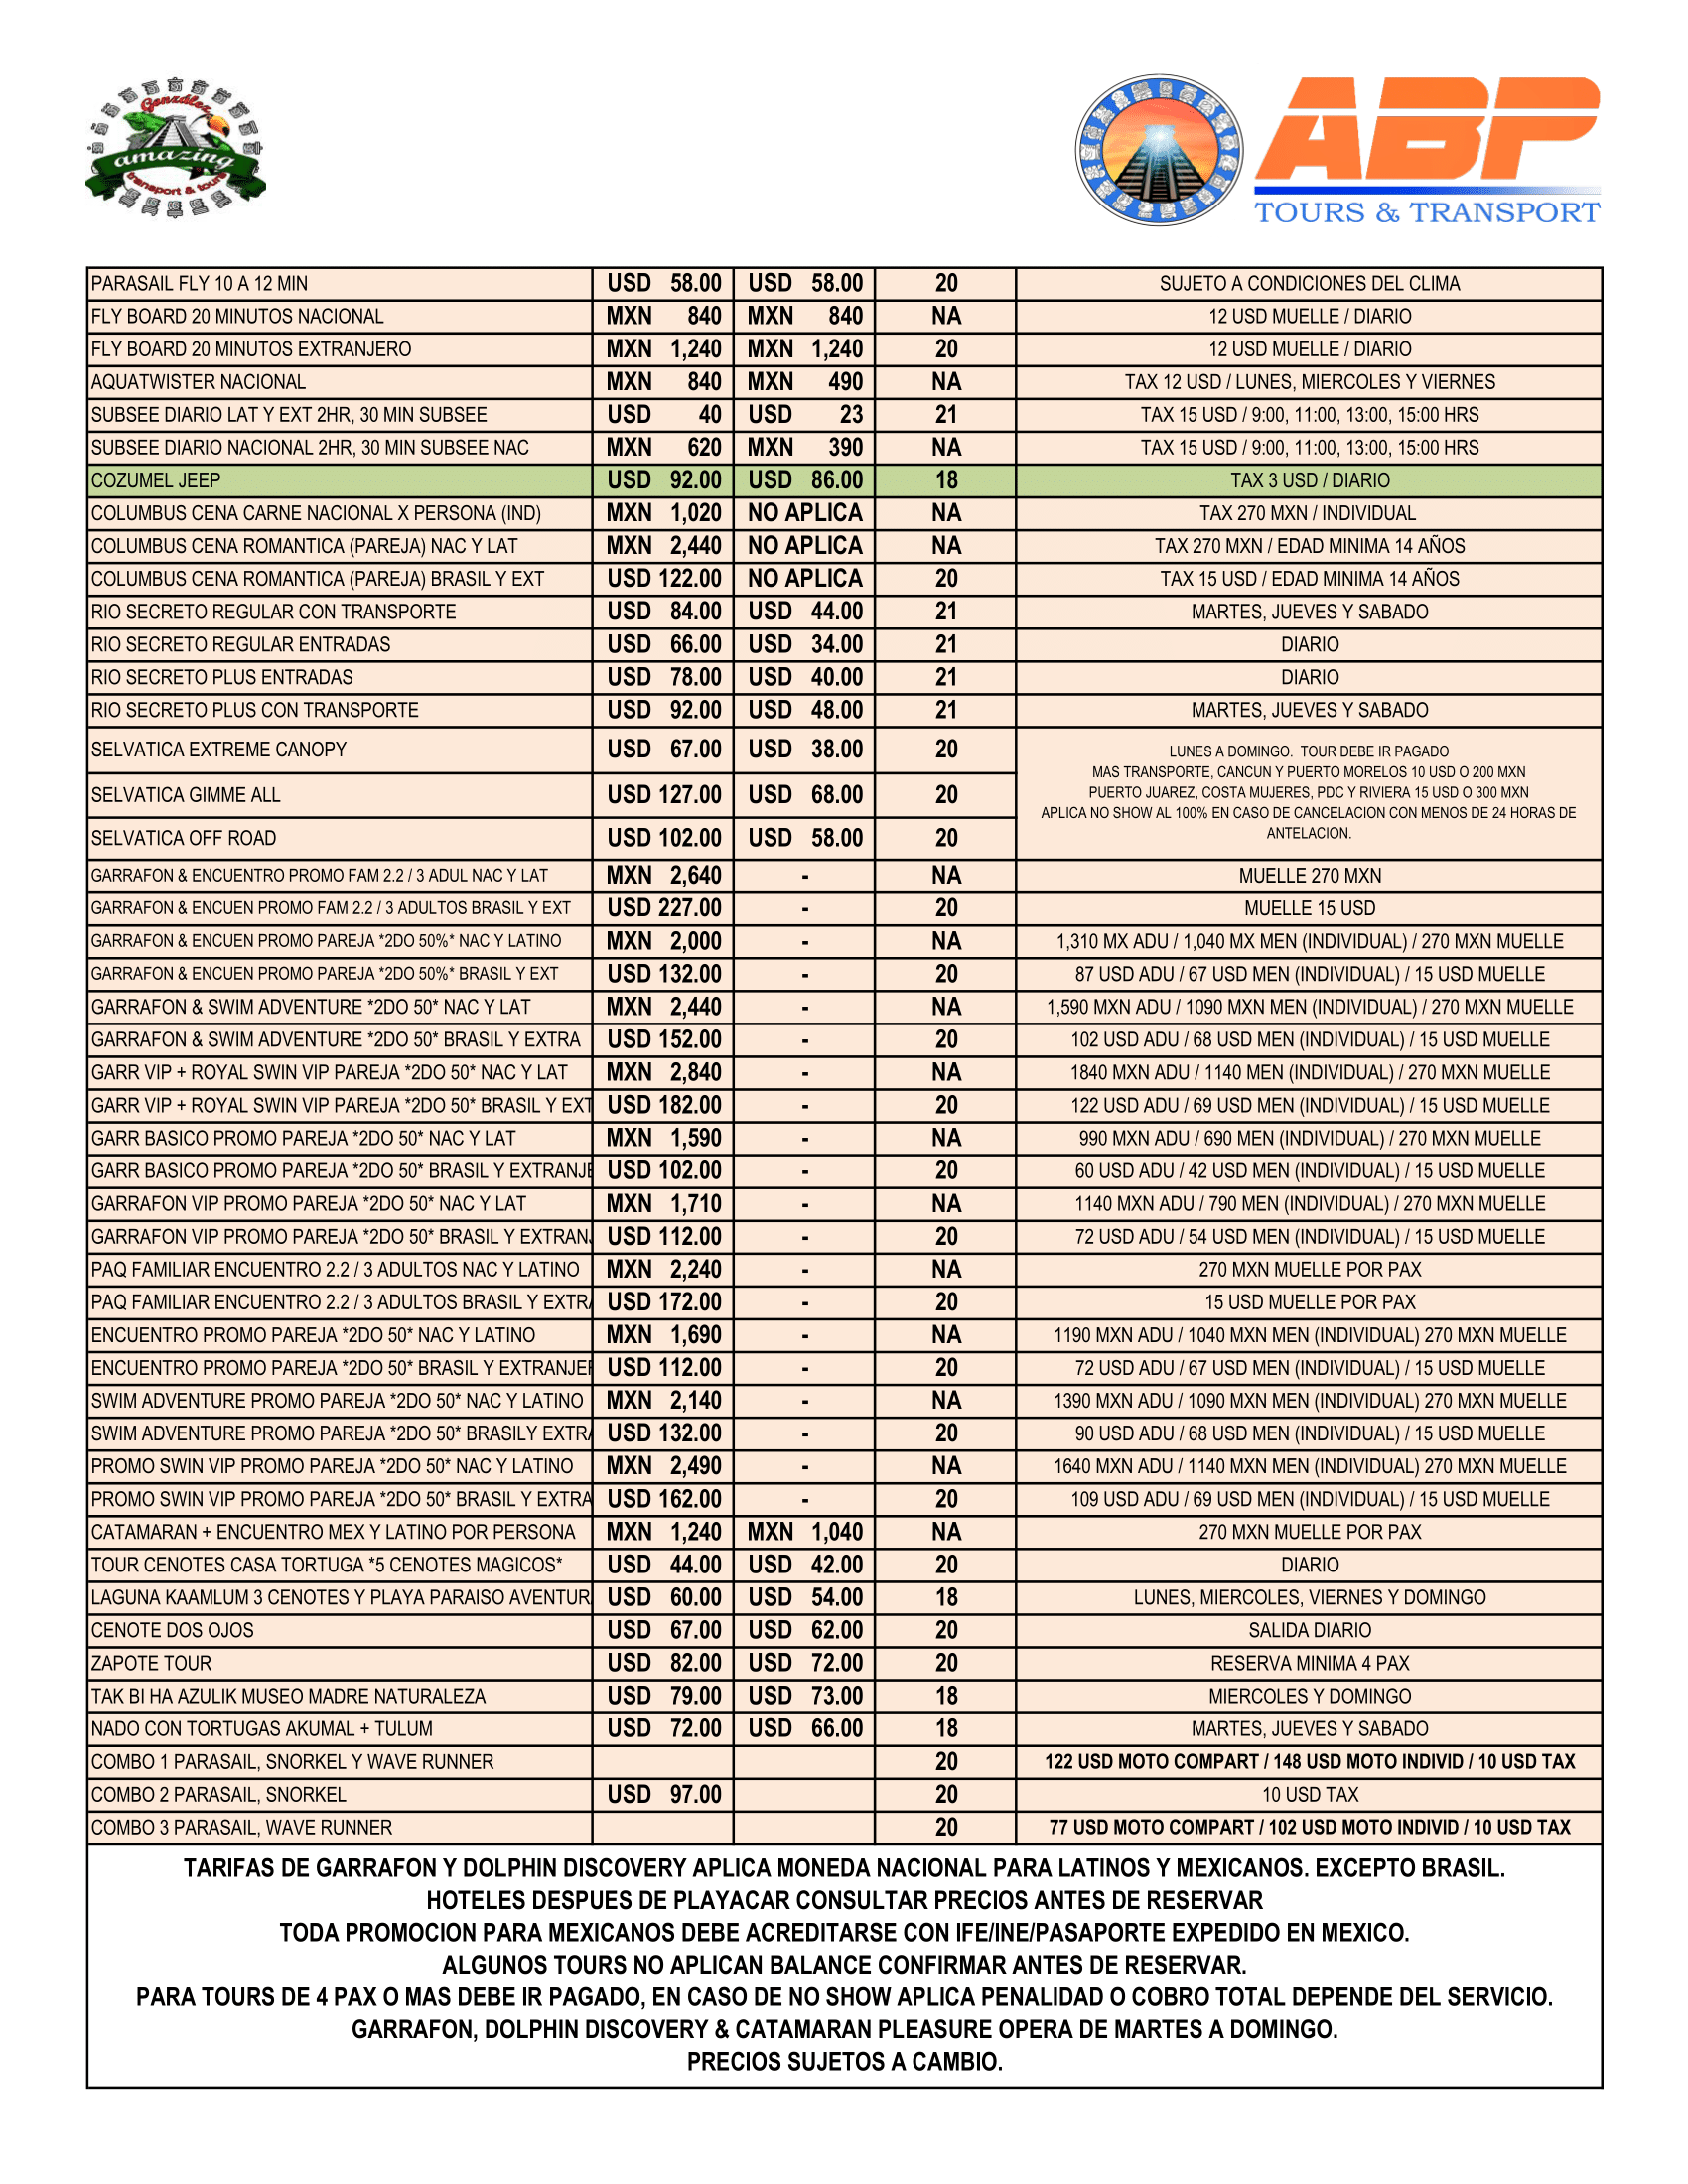 González
amazing
transport & tours
ABP
TOURS & TRANSPORT
PARASAIL FLY 10 A 12 MIN USD 58.00 USD 58.00 20 SUJETO A CONDICIONES DEL CLIMA
FLY BOARD 20 MINUTOS NACIONAL MXN 840 MXN 840 NA 12 USD MUELLE / DIARIO
FLY BOARD 20 MINUTOS EXTRANJERO MXN 1,240 MXN 1,240 20 12 USD MUELLE / DIARIO
AQUATWISTER NACIONAL MXN 840 MXN 490 NA TAX 12 USD / LUNES, MIERCOLES Y VIERNES
SUBSEE DIARIO LAT Y EXT 2HR, 30 MIN SUBSEE USD 40 USD 23 21 TAX 15 USD / 9:00, 11:00, 13:00, 15:00 HRS
SUBSEE DIARIO NACIONAL 2HR, 30 MIN SUBSEE NAC MXN 620 MXN 390 NA TAX 15 USD / 9:00, 11:00, 13:00, 15:00 HRS
COZUMEL JEEP USD 92.00 USD 86.00 18 TAX 3 USD / DIARIO
COLUMBUS CENA CARNE NACIONAL X PERSONA (IND) MXN 1,020 NO APLICA NA TAX 270 MXN / INDIVIDUAL
COLUMBUS CENA ROMANTICA (PAREJA) NAC Y LAT MXN 2,440 NO APLICA NA TAX 270 MXN / EDAD MINIMA 14 AÑOS
COLUMBUS CENA ROMANTICA (PAREJA) BRASIL Y EXT USD 122.00 NO APLICA 20 TAX 15 USD / EDAD MINIMA 14 AÑOS
RIO SECRETO REGULAR CON TRANSPORTE USD 84.00 USD 44.00 21 MARTES, JUEVES Y SABADO
RIO SECRETO REGULAR ENTRADAS USD 66.00 USD 34.00 21 DIARIO
RIO SECRETO PLUS ENTRADAS USD 78.00 USD 40.00 21 DIARIO
RIO SECRETO PLUS CON TRANSPORTE USD 92.00 USD 48.00 21 MARTES, JUEVES Y SABADO
SELVATICA EXTREME CANOPY USD 67.00 USD 38.00 20
SELVATICA GIMME ALL USD 127.00 USD 68.00 20
SELVATICA OFF ROAD USD 102.00 USD 58.00 20
LUNES A DOMINGO. TOUR DEBE IR PAGADO
MAS TRANSPORTE, CANCUN Y PUERTO MORELOS 10 USD O 200 MXN
PUERTO JUAREZ, COSTA MUJERES, PDC Y RIVIERA 15 USD O 300 MXN
APLICA NO SHOW AL 100% EN CASO DE CANCELACION CON MENOS DE 24 HORAS DE
ANTELACION.
GARRAFON & ENCUENTRO PROMO FAM 2.2 / 3 ADUL NAC Y LAT MXN 2,640 - NA MUELLE 270 MXN
GARRAFON & ENCUEN PROMO FAM 2.2 / 3 ADULTOS BRASIL Y EXT USD 227.00 - 20 MUELLE 15 USD
GARRAFON & ENCUEN PROMO PAREJA *2DO 50%* NAC Y LATINO MXN 2,000 - NA 1,310 MX ADU / 1,040 MX MEN (INDIVIDUAL) / 270 MXN MUELLE
GARRAFON & ENCUEN PROMO PAREJA *2DO 50%* BRASIL Y EXT USD 132.00 - 20 87 USD ADU / 67 USD MEN (INDIVIDUAL) / 15 USD MUELLE
GARRAFON & SWIM ADVENTURE *2DO 50* NAC Y LAT MXN 2,440 - NA 1,590 MXN ADU / 1090 MXN MEN (INDIVIDUAL) / 270 MXN MUELLE
GARRAFON & SWIM ADVENTURE *2DO 50* BRASIL Y EXTRA USD 152.00 - 20 102 USD ADU / 68 USD MEN (INDIVIDUAL) / 15 USD MUELLE
GARR VIP + ROYAL SWIN VIP PAREJA *2DO 50* NAC Y LAT MXN 2,840 - NA 1840 MXN ADU / 1140 MEN (INDIVIDUAL) / 270 MXN MUELLE
GARR VIP + ROYAL SWIN VIP PAREJA *2DO 50* BRASIL Y EXT USD 182.00 - 20 122 USD ADU / 69 USD MEN (INDIVIDUAL) / 15 USD MUELLE
GARR BASICO PROMO PAREJA *2DO 50* NAC Y LAT MXN 1,590 - NA 990 MXN ADU / 690 MEN (INDIVIDUAL) / 270 MXN MUELLE
GARR BASICO PROMO PAREJA *2DO 50* BRASIL Y EXTRANJE USD 102.00 - 20 60 USD ADU / 42 USD MEN (INDIVIDUAL) / 15 USD MUELLE
GARRAFON VIP PROMO PAREJA *2DO 50* NAC Y LAT MXN 1,710 - NA 1140 MXN ADU / 790 MEN (INDIVIDUAL) / 270 MXN MUELLE
GARRAFON VIP PROMO PAREJA *2DO 50* BRASIL Y EXTRANJ USD 112.00 - 20 72 USD ADU / 54 USD MEN (INDIVIDUAL) / 15 USD MUELLE
PAQ FAMILIAR ENCUENTRO 2.2 / 3 ADULTOS NAC Y LATINO MXN 2,240 - NA 270 MXN MUELLE POR PAX
PAQ FAMILIAR ENCUENTRO 2.2 / 3 ADULTOS BRASIL Y EXTRA USD 172.00 - 20 15 USD MUELLE POR PAX
ENCUENTRO PROMO PAREJA *2DO 50* NAC Y LATINO MXN 1,690 - NA 1190 MXN ADU / 1040 MXN MEN (INDIVIDUAL) 270 MXN MUELLE
ENCUENTRO PROMO PAREJA *2DO 50* BRASIL Y EXTRANJER USD 112.00 - 20 72 USD ADU / 67 USD MEN (INDIVIDUAL) / 15 USD MUELLE
SWIM ADVENTURE PROMO PAREJA *2DO 50* NAC Y LATINO MXN 2,140 - NA 1390 MXN ADU / 1090 MXN MEN (INDIVIDUAL) 270 MXN MUELLE
SWIM ADVENTURE PROMO PAREJA *2DO 50* BRASILY EXTRA USD 132.00 - 20 90 USD ADU / 68 USD MEN (INDIVIDUAL) / 15 USD MUELLE
PROMO SWIN VIP PROMO PAREJA *2DO 50* NAC Y LATINO MXN 2,490 - NA 1640 MXN ADU / 1140 MXN MEN (INDIVIDUAL) 270 MXN MUELLE
PROMO SWIN VIP PROMO PAREJA *2DO 50* BRASIL Y EXTRA USD 162.00 - 20 109 USD ADU / 69 USD MEN (INDIVIDUAL) / 15 USD MUELLE
CATAMARAN + ENCUENTRO MEX Y LATINO POR PERSONA MXN 1,240 MXN 1,040 NA 270 MXN MUELLE POR PAX
TOUR CENOTES CASA TORTUGA *5 CENOTES MAGICOS* USD 44.00 USD 42.00 20 DIARIO
LAGUNA KAAMLUM 3 CENOTES Y PLAYA PARAISO AVENTURA USD 60.00 USD 54.00 18 LUNES, MIERCOLES, VIERNES Y DOMINGO
CENOTE DOS OJOS USD 67.00 USD 62.00 20 SALIDA DIARIO
ZAPOTE TOUR USD 82.00 USD 72.00 20 RESERVA MINIMA 4 PAX
TAK BI HA AZULIK MUSEO MADRE NATURALEZA USD 79.00 USD 73.00 18 MIERCOLES Y DOMINGO
NADO CON TORTUGAS AKUMAL + TULUM USD 72.00 USD 66.00 18 MARTES, JUEVES Y SABADO
COMBO 1 PARASAIL, SNORKEL Y WAVE RUNNER 20 122 USD MOTO COMPART / 148 USD MOTO INDIVID / 10 USD TAX
COMBO 2 PARASAIL, SNORKEL USD 97.00 20 10 USD TAX
COMBO 3 PARASAIL, WAVE RUNNER 20 77 USD MOTO COMPART / 102 USD MOTO INDIVID / 10 USD TAX
TARIFAS DE GARRAFON Y DOLPHIN DISCOVERY APLICA MONEDA NACIONAL PARA LATINOS Y MEXICANOS. EXCEPTO BRASIL.
HOTELES DESPUES DE PLAYACAR CONSULTAR PRECIOS ANTES DE RESERVAR
TODA PROMOCION PARA MEXICANOS DEBE ACREDITARSE CON IFE/INE/PASAPORTE EXPEDIDO EN MEXICO.
ALGUNOS TOURS NO APLICAN BALANCE CONFIRMAR ANTES DE RESERVAR.
PARA TOURS DE 4 PAX O MAS DEBE IR PAGADO, EN CASO DE NO SHOW APLICA PENALIDAD O COBRO TOTAL DEPENDE DEL SERVICIO.
GARRAFON, DOLPHIN DISCOVERY & CATAMARAN PLEASURE OPERA DE MARTES A DOMINGO.
PRECIOS SUJETOS A CAMBIO.